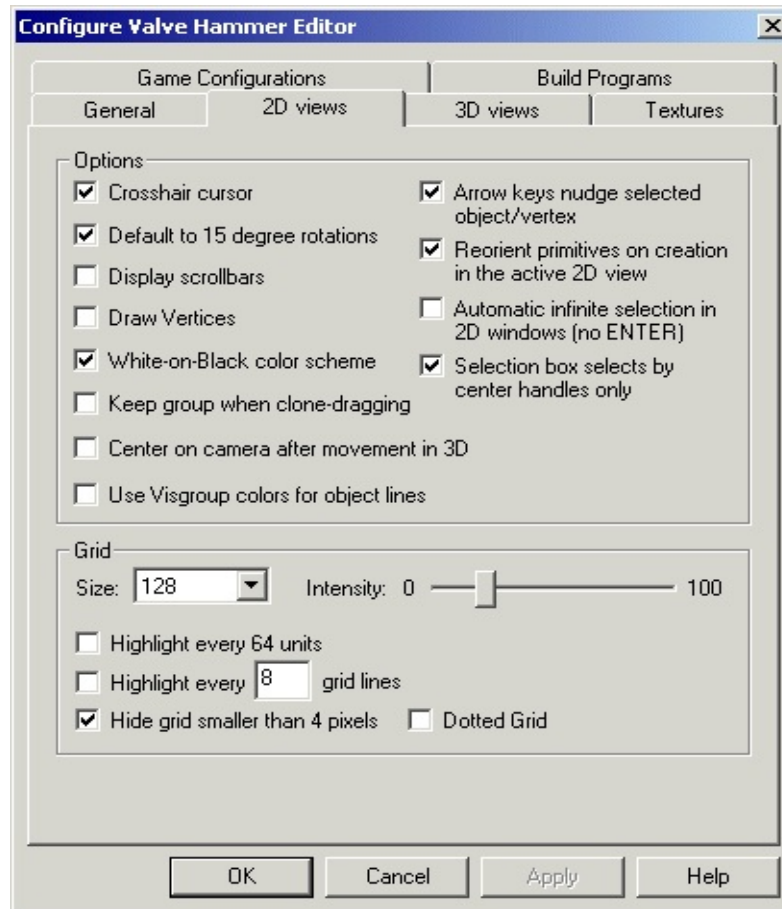 Configure Valve Hammer Editor
Game Configurations
Build Programs
General
2D views
3D views
Textures
Options
Crosshair cursor
Default to 15 degree rotations
Display scrollbars
Draw Vertices
White-on-Black color scheme
Keep group when clone-dragging
Center on camera after movement in 3D
Use Visgroup colors for object lines
Arrow keys nudge selected
object/vertex
Reorient primitives on creation
in the active 2D view
Automatic infinite selection in
2D windows (no ENTER)
Selection box selects by
center handles only
Grid
Size: 128 Intensity: 0 100
Highlight every 64 units
Highlight every 8 grid lines
Hide grid smaller than 4 pixels Dotted Grid
OK Cancel Apply Help